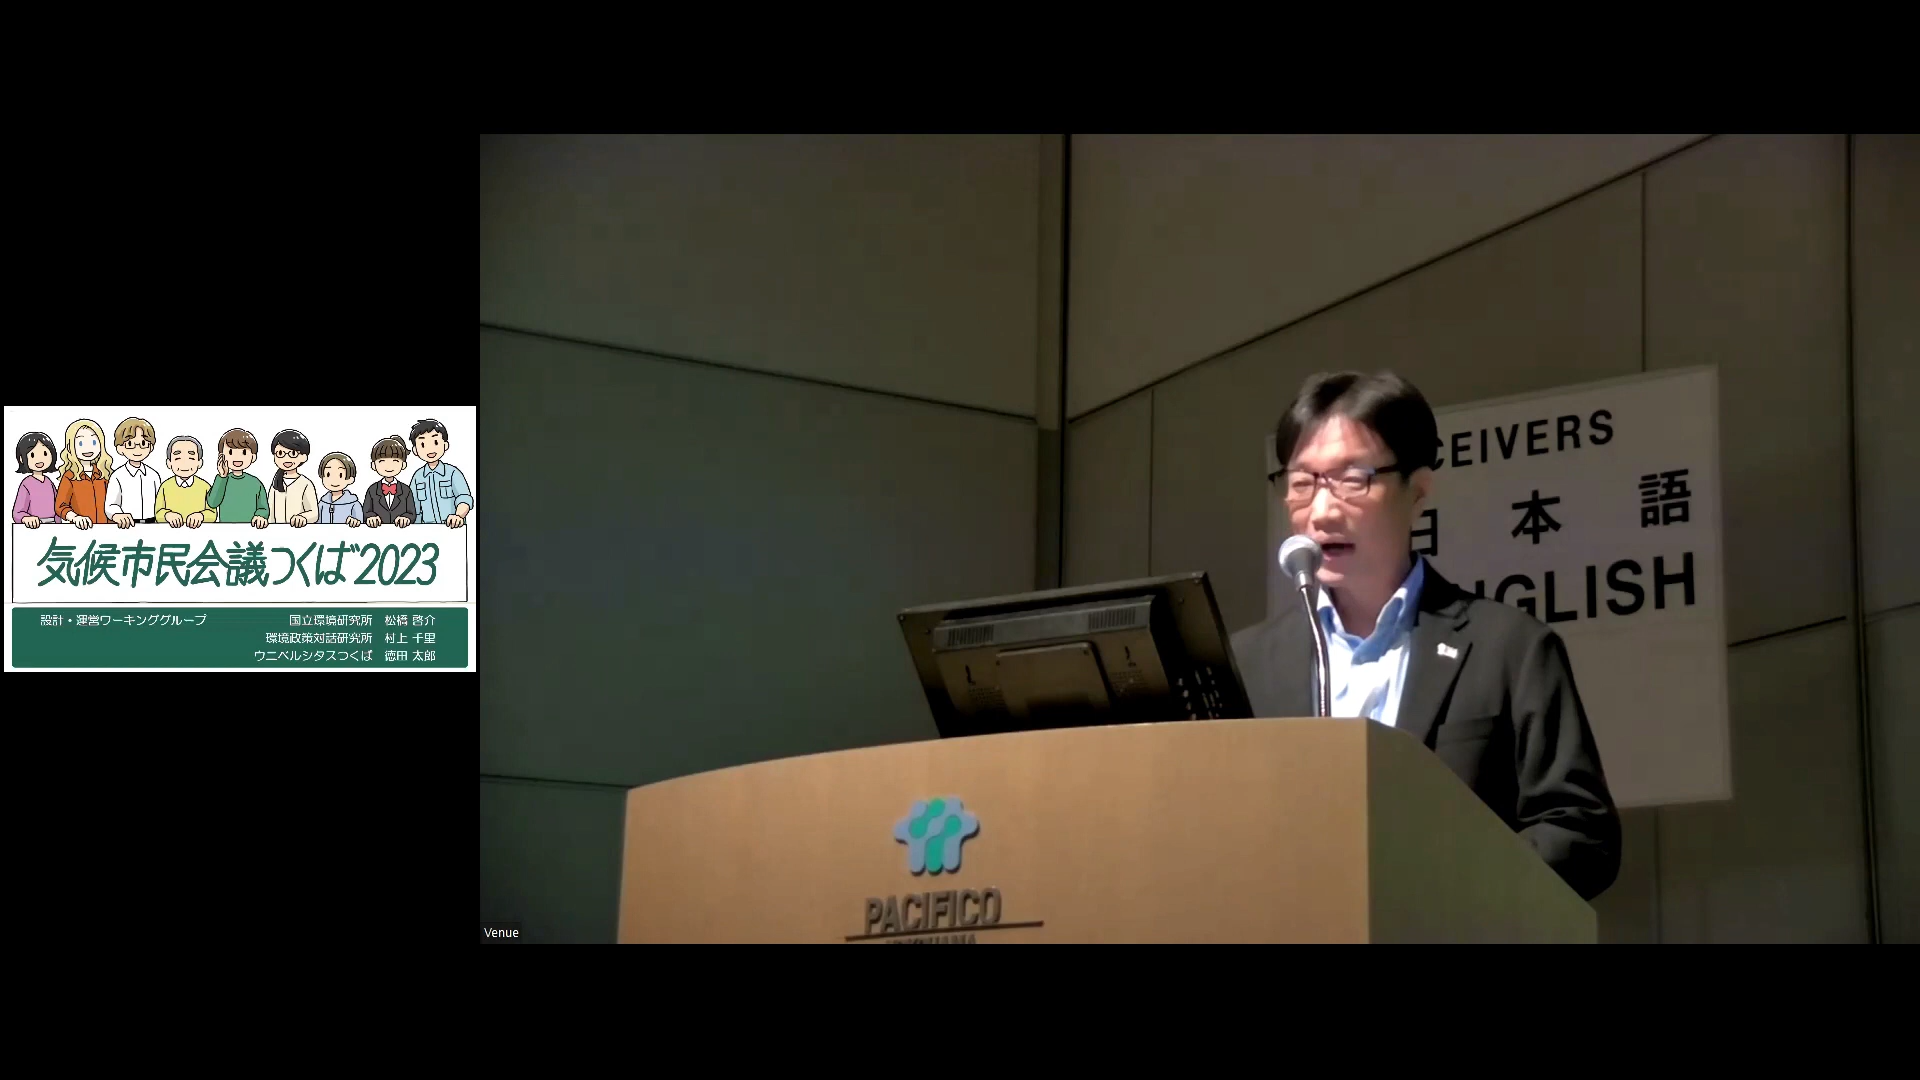 気候市民会議つくば2023
設計・運営ワーキンググループ 国立環境研究所 松橋 啓介
環境政策対話研究所 村上 千里
ウニベルシタスつくば 徳田 太郎
CEIVERS
日本語
NGLISH
PACIFICO
Venue